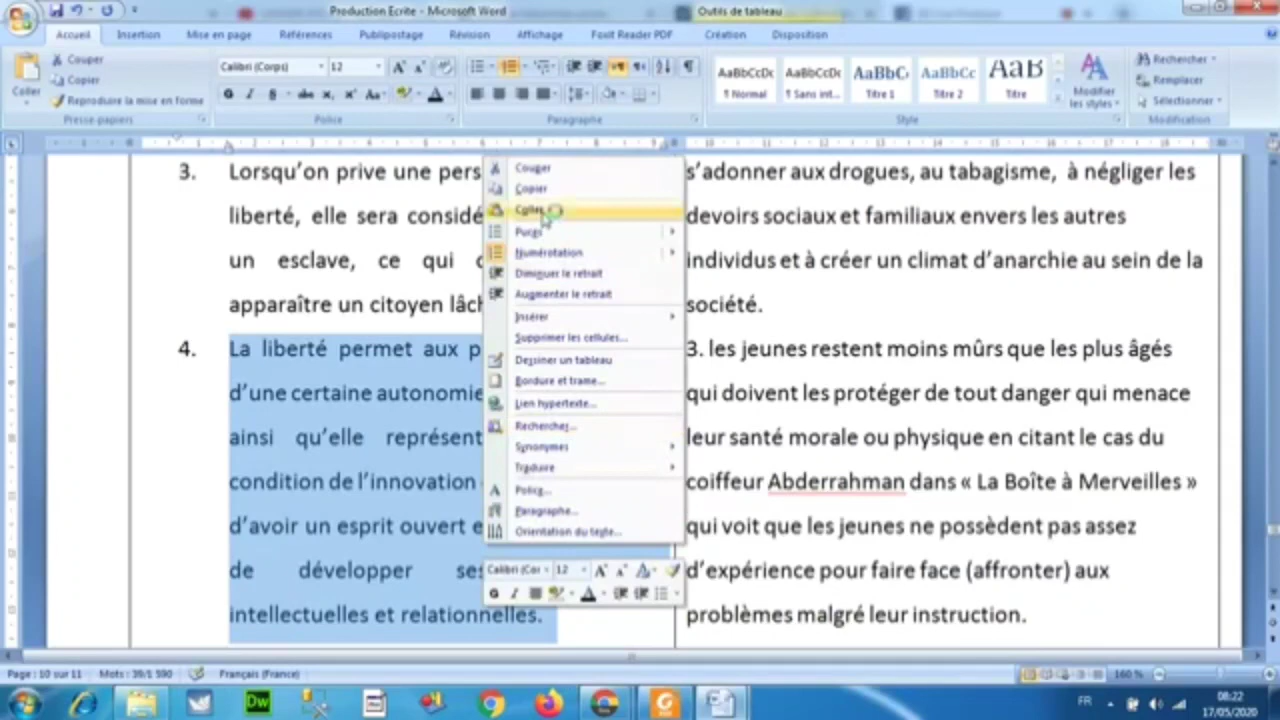 Production Ecrite - Microsoft Word
Outils de tableau
Accueil Insertion Mise en page Références Publipostage Révision Affichage Foxit Reader PDF Création Disposition
Coller
Couper
Copier
Reproduire la mise en forme
Presse-papiers
Calibri (Corps) 12
Police
Paragraphe
AaBbCcDc AaBbCcDc AaBbC AaBbCc AaB
¶ Normal ¶ Sans int... Titre 1 Titre 2 Titre
Style
Modifier
les styles
Rechercher
Remplacer
Sélectionner
Modification
3. Lorsqu'on prive une pers
liberté, elle sera considé
un esclave, ce qui
apparaître un citoyen lâch
4. La liberté permet aux p
d'une certaine autonomie
ainsi qu'elle représent
condition de l'innovation
d'avoir un esprit ouvert e
de développer ses
intellectuelles et relationnelles.
Couper
Copier
Coller
Puces
Numérotation
Diminuer le retrait
Augmenter le retrait
Insérer
Supprimer les cellules...
Dessiner un tableau
Bordure et trame...
Lien hypertexte...
Rechercher...
Synonymes
Traduire
Police...
Paragraphe...
Orientation du texte...
Calibri (Cor 12
s'adonner aux drogues, au tabagisme, à négliger les
devoirs sociaux et familiaux envers les autres
individus et à créer un climat d'anarchie au sein de la
société.
3. les jeunes restent moins mûrs que les plus âgés
qui doivent les protéger de tout danger qui menace
leur santé morale ou physique en citant le cas du
coiffeur Abderrahman dans « La Boîte à Merveilles »
qui voit que les jeunes ne possèdent pas assez
d'expérience pour faire face (affronter) aux
problèmes malgré leur instruction.
Page : 10 sur 11 Mots : 39/1 590 Français (France) 160 %
Dw
FR
08:22
17/05/2020